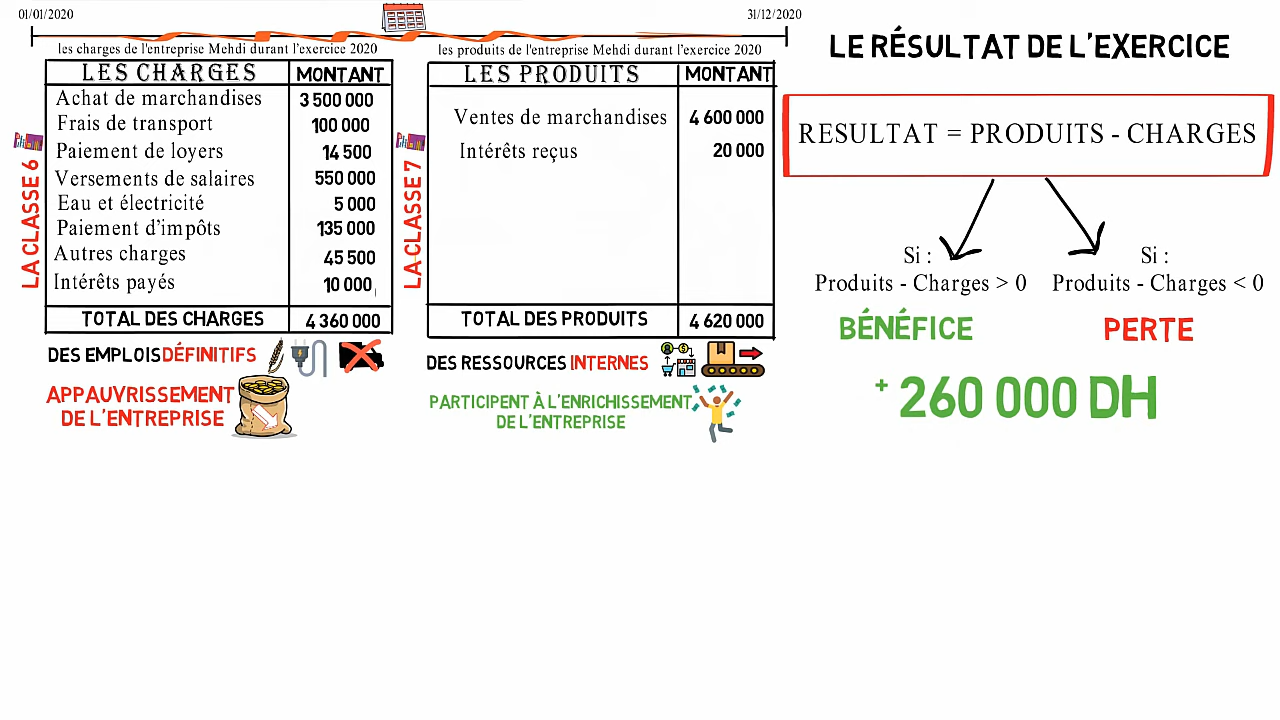 01/01/2020
31/12/2020
les charges de l'entreprise Mehdi durant l'exercice 2020
LES CHARGES MONTANT
Achat de marchandises 3 500 000
Frais de transport 100 000
Paiement de loyers 14 500
Versements de salaires 550 000
Eau et électricité 5 000
Paiement d'impôts 135 000
Autres charges 45 500
Intérêts payés 10 000
TOTAL DES CHARGES 4 360 000
LA CLASSE 6
DES EMPLOIS DÉFINITIFS
APPAUVRISSEMENT
DE L'ENTREPRISE
les produits de l'entreprise Mehdi durant l'exercice 2020
LES PRODUITS MONTANT
Ventes de marchandises 4 600 000
Intérêts reçus 20 000
TOTAL DES PRODUITS 4 620 000
LA CLASSE 7
DES RESSOURCES INTERNES
PARTICIPENT À L'ENRICHISSEMENT
DE L'ENTREPRISE
LE RÉSULTAT DE L'EXERCICE
RESULTAT = PRODUITS - CHARGES
Si :
Produits - Charges > 0
BÉNÉFICE
Si :
Produits - Charges < 0
PERTE
+ 260 000 DH